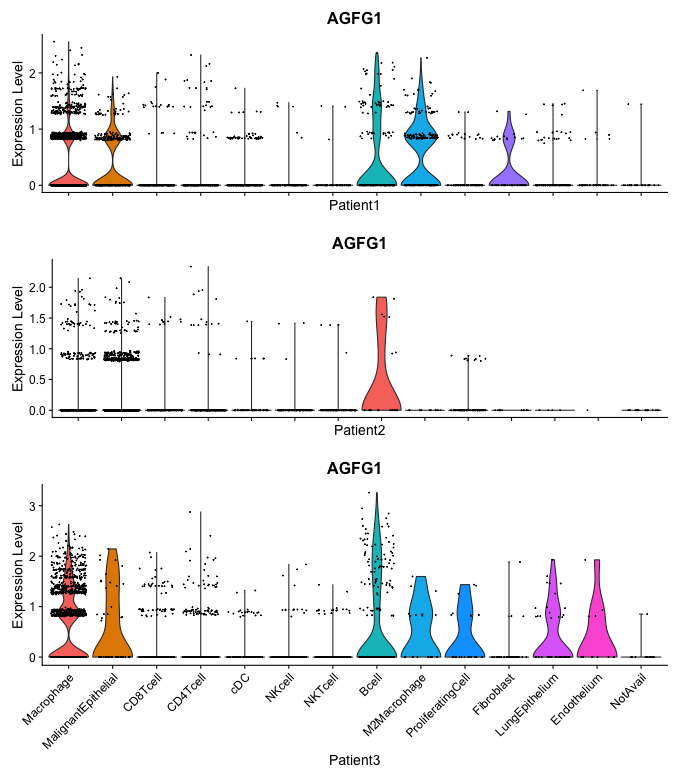 AGFG1
Expression Level
2
1
0
Patient1
AGFG1
Expression Level
2.0
1.5
1.0
0.5
0.0
Patient2
AGFG1
Expression Level
3
2
1
0
Macrophage
MalignantEpithelial
CD8Tcell
CD4Tcell
cDC
NKcell
NKTcell
Bcell
M2Macrophage
ProliferatingCell
Fibroblast
LungEpithelium
Endothelium
NotAvail
Patient3